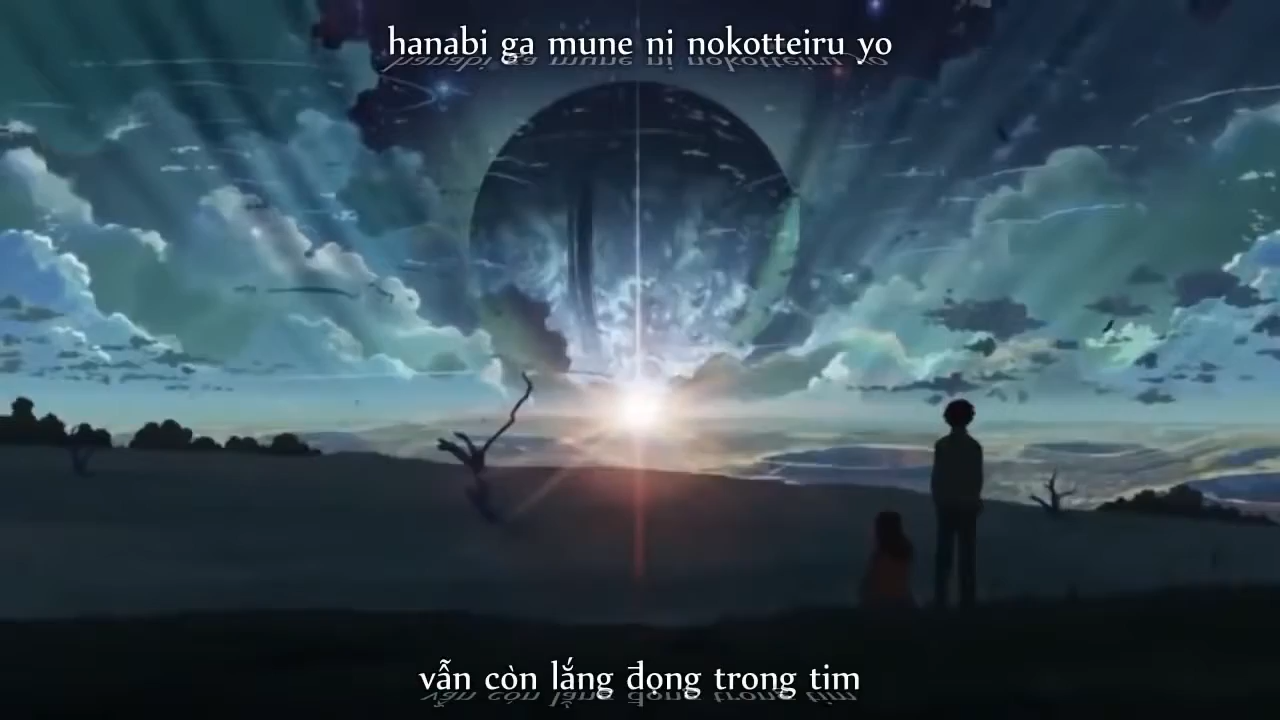 hanabi ga mune ni nokotteiru yo
vẫn còn lắng đọng trong tim